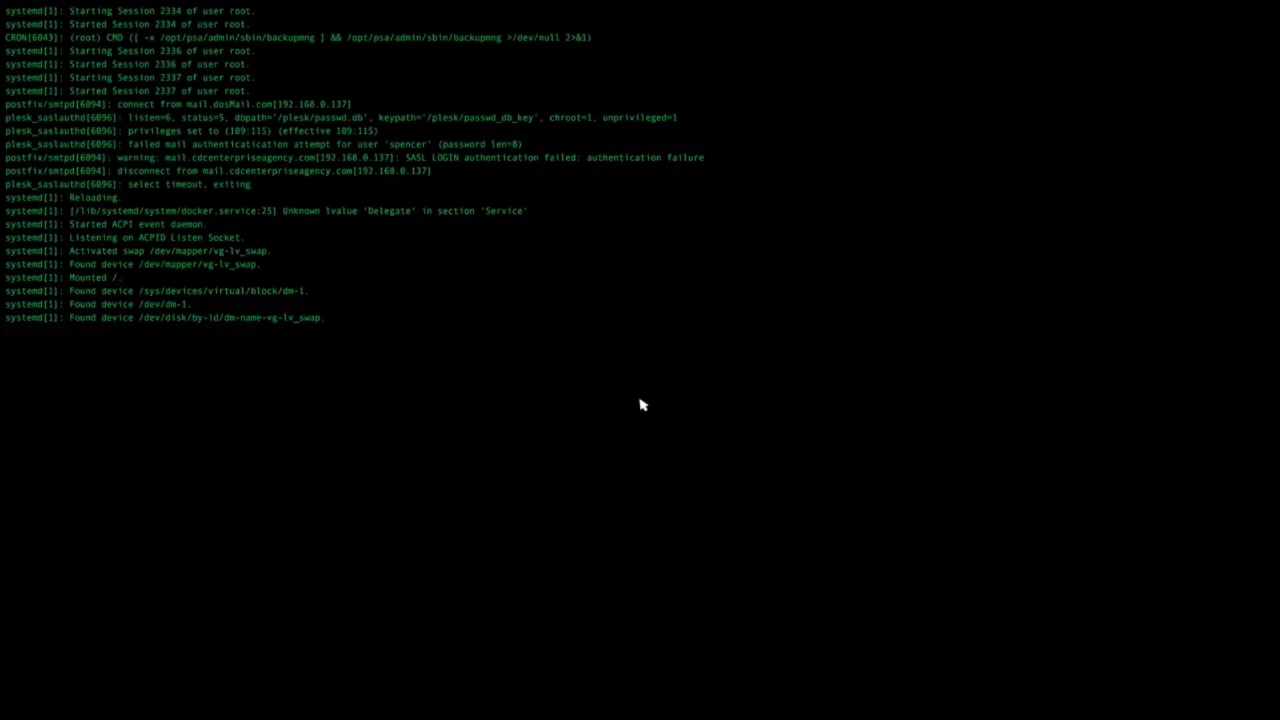 systemd[1]: Starting Session 2334 of user root.
systemd[1]: Started Session 2334 of user root.
CRON[6843]: (root) CMD ([ -x /opt/psa/admin/sbin/backupmng ] && /opt/psa/admin/sbin/backupmng >/dev/null 2>&1)
systemd[1]: Starting Session 2336 of user root.
systemd[1]: Started Session 2336 of user root.
systemd[1]: Starting Session 2337 of user root.
systemd[1]: Started Session 2337 of user root.
postfix/smtpd[6094]: connect from mail.dosMail.com[192.168.0.137]
plesk_saslauthd[6096]: listen=6, status=5, dbpath='/plesk/passwd.db', keypath='/plesk/passwd_db_key', chroot=1, unprivileged=1
plesk_saslauthd[6096]: privileges set to (109:115) (effective 109:115)
plesk_saslauthd[6096]: failed mail authenticatication attempt for user 'spencer' (password len=8)
postfix/smtpd[6094]: warning: mail.cdcenterpriseagency.com[192.168.0.137]: SASL LOGIN authentication failed: authentication failure
postfix/smtpd[6094]: disconnect from mail.cdcenterpriseagency.com[192.168.0.137]
plesk_saslauthd[6096]: select timeout, exiting
systemd[1]: Reloading.
systemd[1]: [/lib/systemd/system/docker.service:25] Unknown lvalue 'Delegate' in section 'Service'
systemd[1]: Started ACPI event daemon.
systemd[1]: Listening on ACPID Listen Socket.
systemd[1]: Activated swap /dev/mapper/vg-lv_swap.
systemd[1]: Found device /dev/mapper/vg-lv_swap.
systemd[1]: Mounted /.
systemd[1]: Found device /sys/devices/virtual/block/dm-1.
systemd[1]: Found device /dev/dm-1.
systemd[1]: Found device /dev/disk/by-id/dm-name-vg-lv_swap.